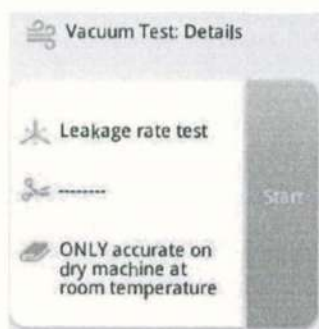 Vacuum Test: Details
Leakage rate test
--------
Start
ONLY accurate on
dry machine at
room temperature